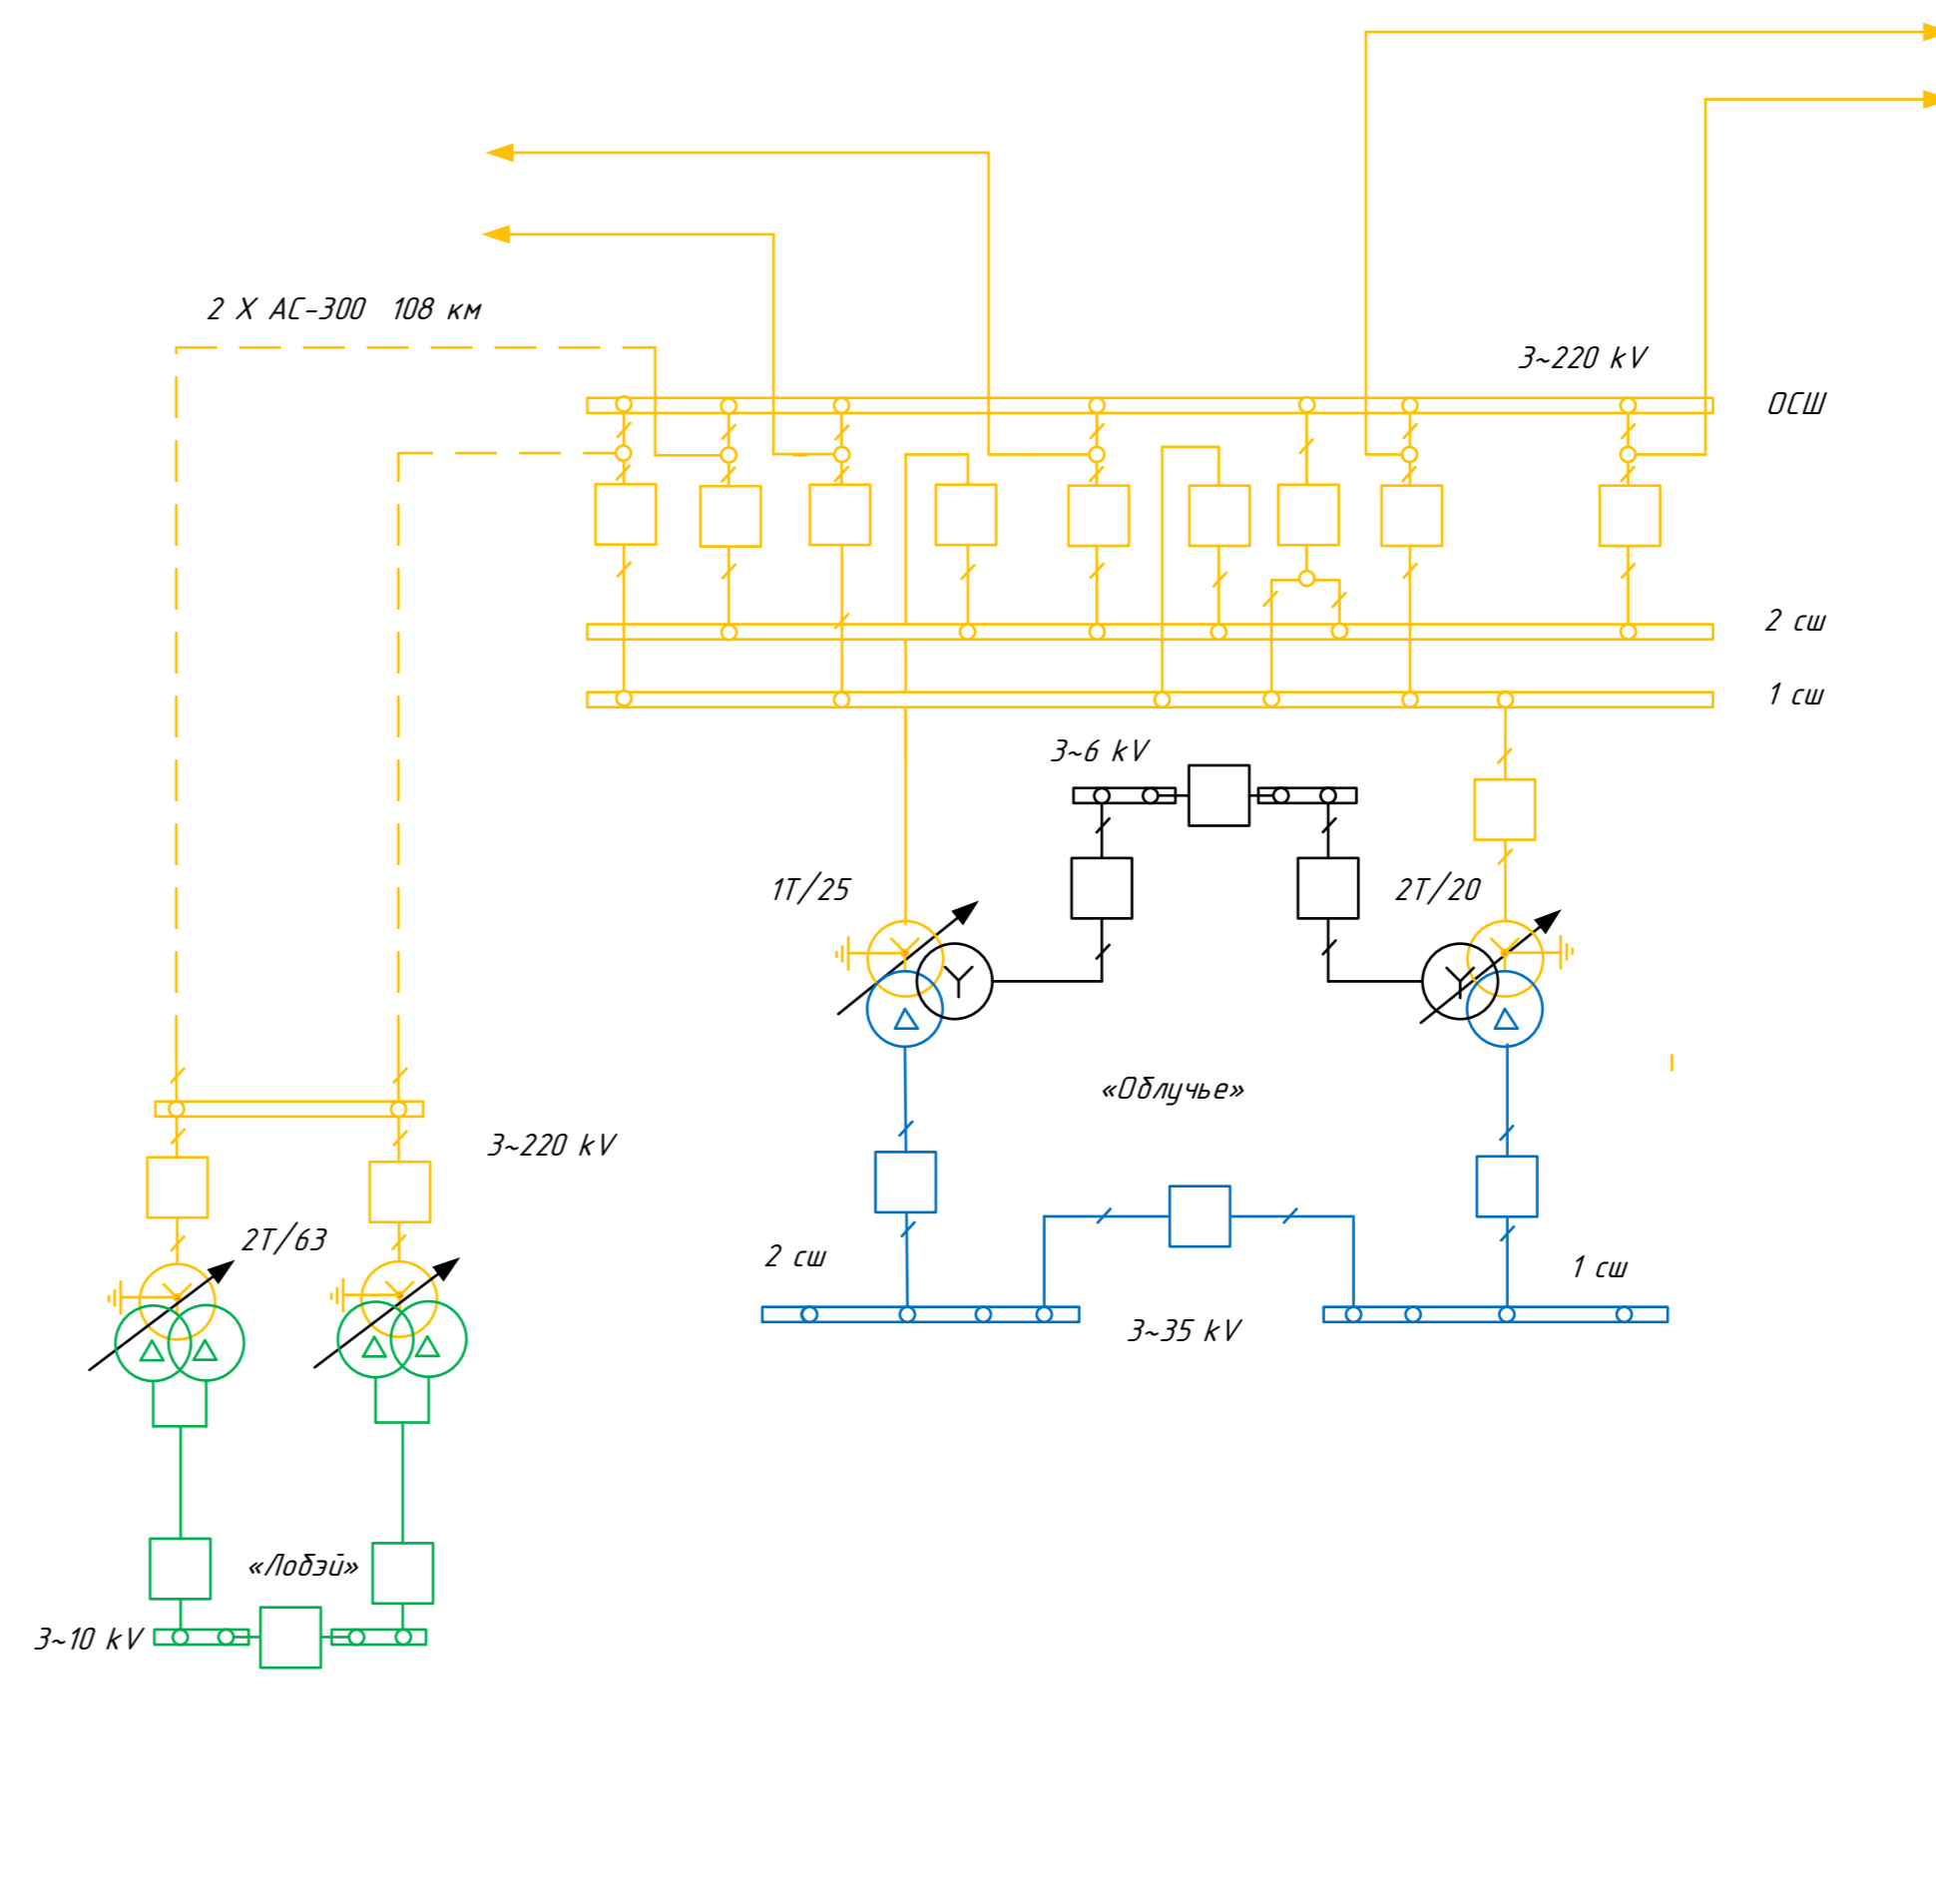 2 X АС-300 108 км
3~220 kV
ОСШ
2 сш
1 сш
3~6 kV
1Т/25
2Т/20
«Облучье»
3~220 kV
2Т/63
2 сш
1 сш
3~35 kV
«Лобэй»
3~10 kV